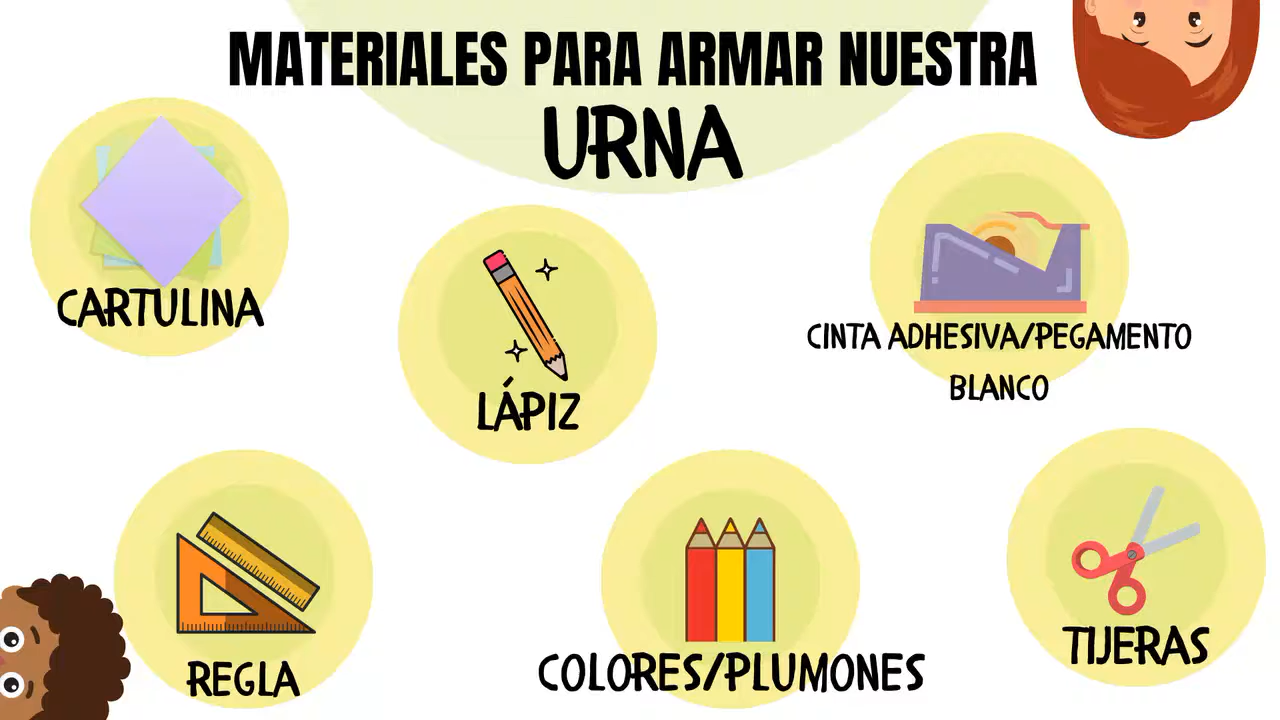 MATERIALES PARA ARMAR NUESTRA
URNA
CARTULINA
LÁPIZ
CINTA ADHESIVA/PEGAMENTO
BLANCO
REGLA
COLORES/PLUMONES
TIJERAS